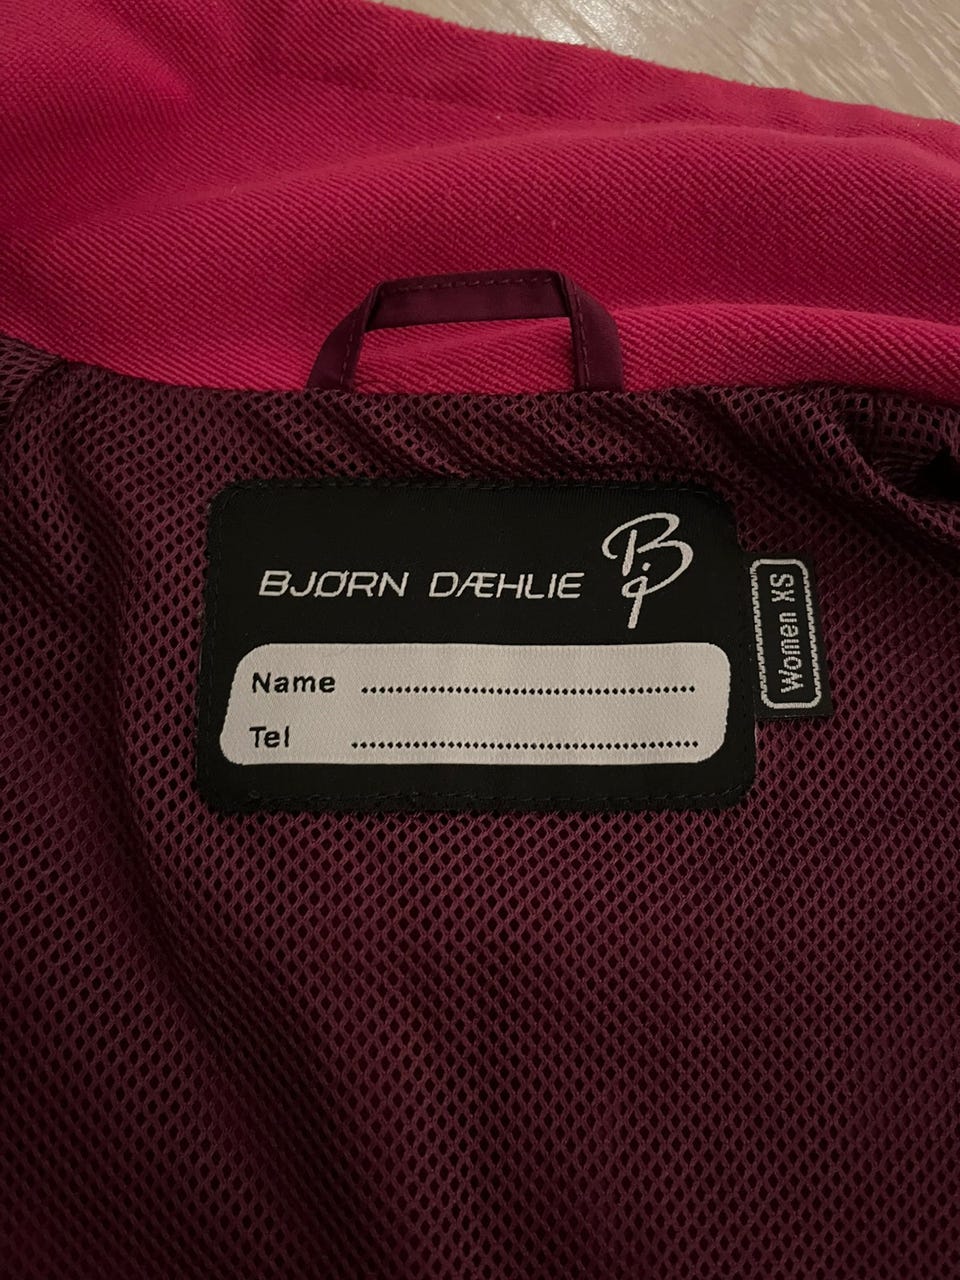 BJØRN DÆHLIE
Name ........................................
Tel ........................................
Women XS